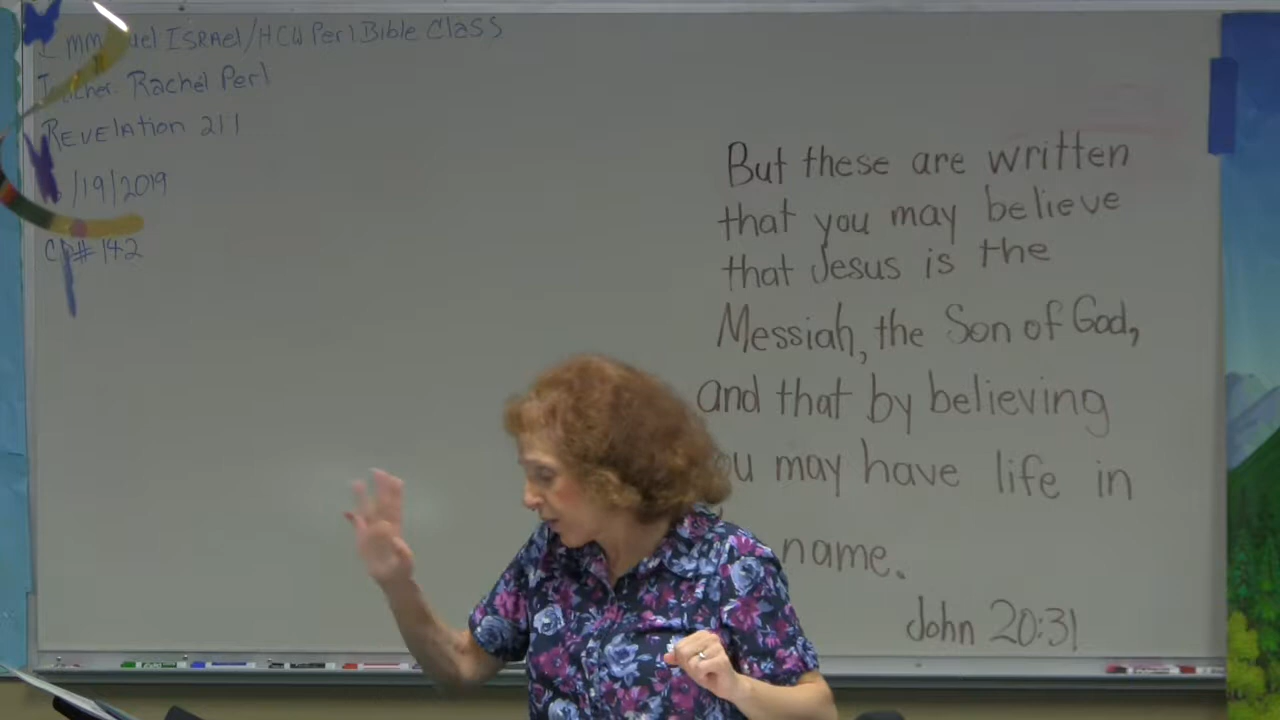 ISRAEl/HCW Perl Bible Class
Rachel Perl
REVElATION 211
/19/2019
# 142
But these are written
that you may believe
that Jesus is the
Messiah, the Son of God,
and that by believing
may have life in
name.
John 20:31